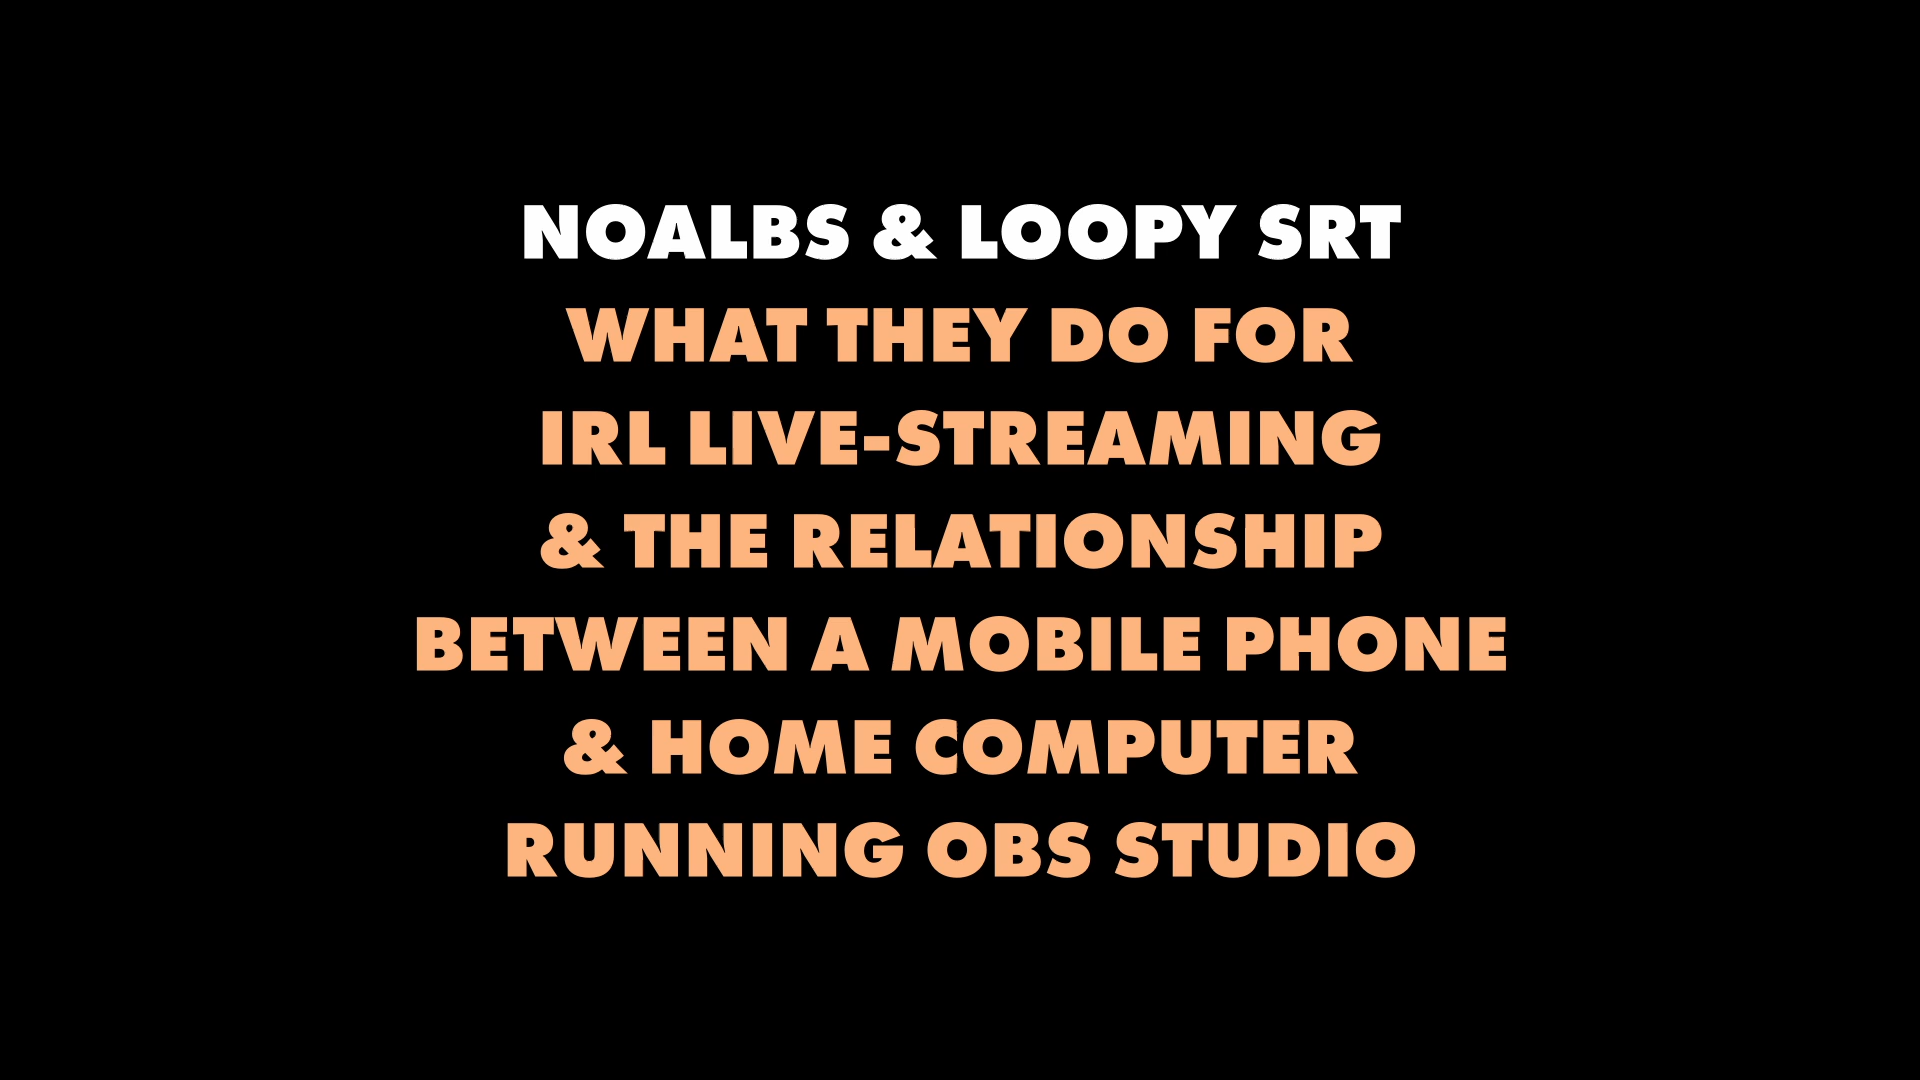 NOALBS & LOOPY SRT
WHAT THEY DO FOR
IRL LIVE-STREAMING
& THE RELATIONSHIP
BETWEEN A MOBILE PHONE
& HOME COMPUTER
RUNNING OBS STUDIO